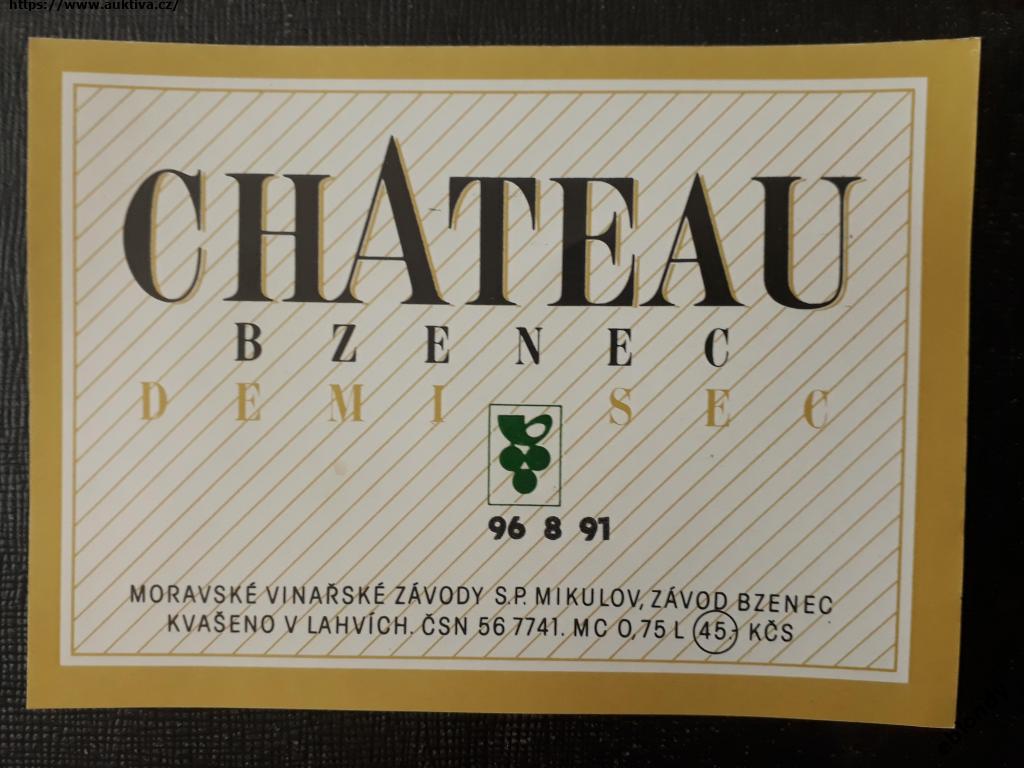 https://www.auktiva.cz/
CHATEAU
BZENEC
DEMI SEC
96 8 91
MORAVSKÉ VINAŘSKÉ ZÁVODY S.P. MIKULOV, ZÁVOD BZENEC
KVAŠENO V LAHVÍCH. ČSN 56 7741. MC 0,75 L 45.- KČS